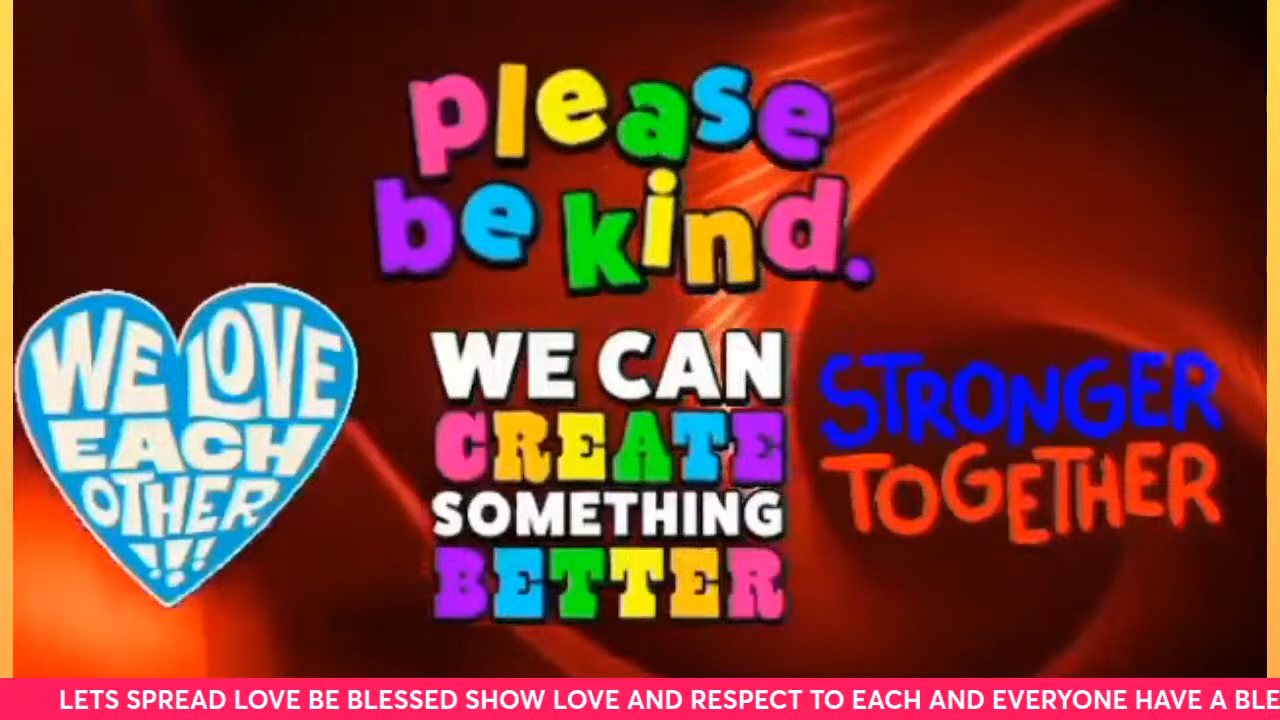 please
be kind.
WE LOVE
EACH
OTHER
!!!
WE CAN
CREATE
SOMETHING
BETTER
STRONGER
TOGETHER
LETS SPREAD LOVE BE BLESSED SHOW LOVE AND RESPECT TO EACH AND EVERYONE HAVE A BLE